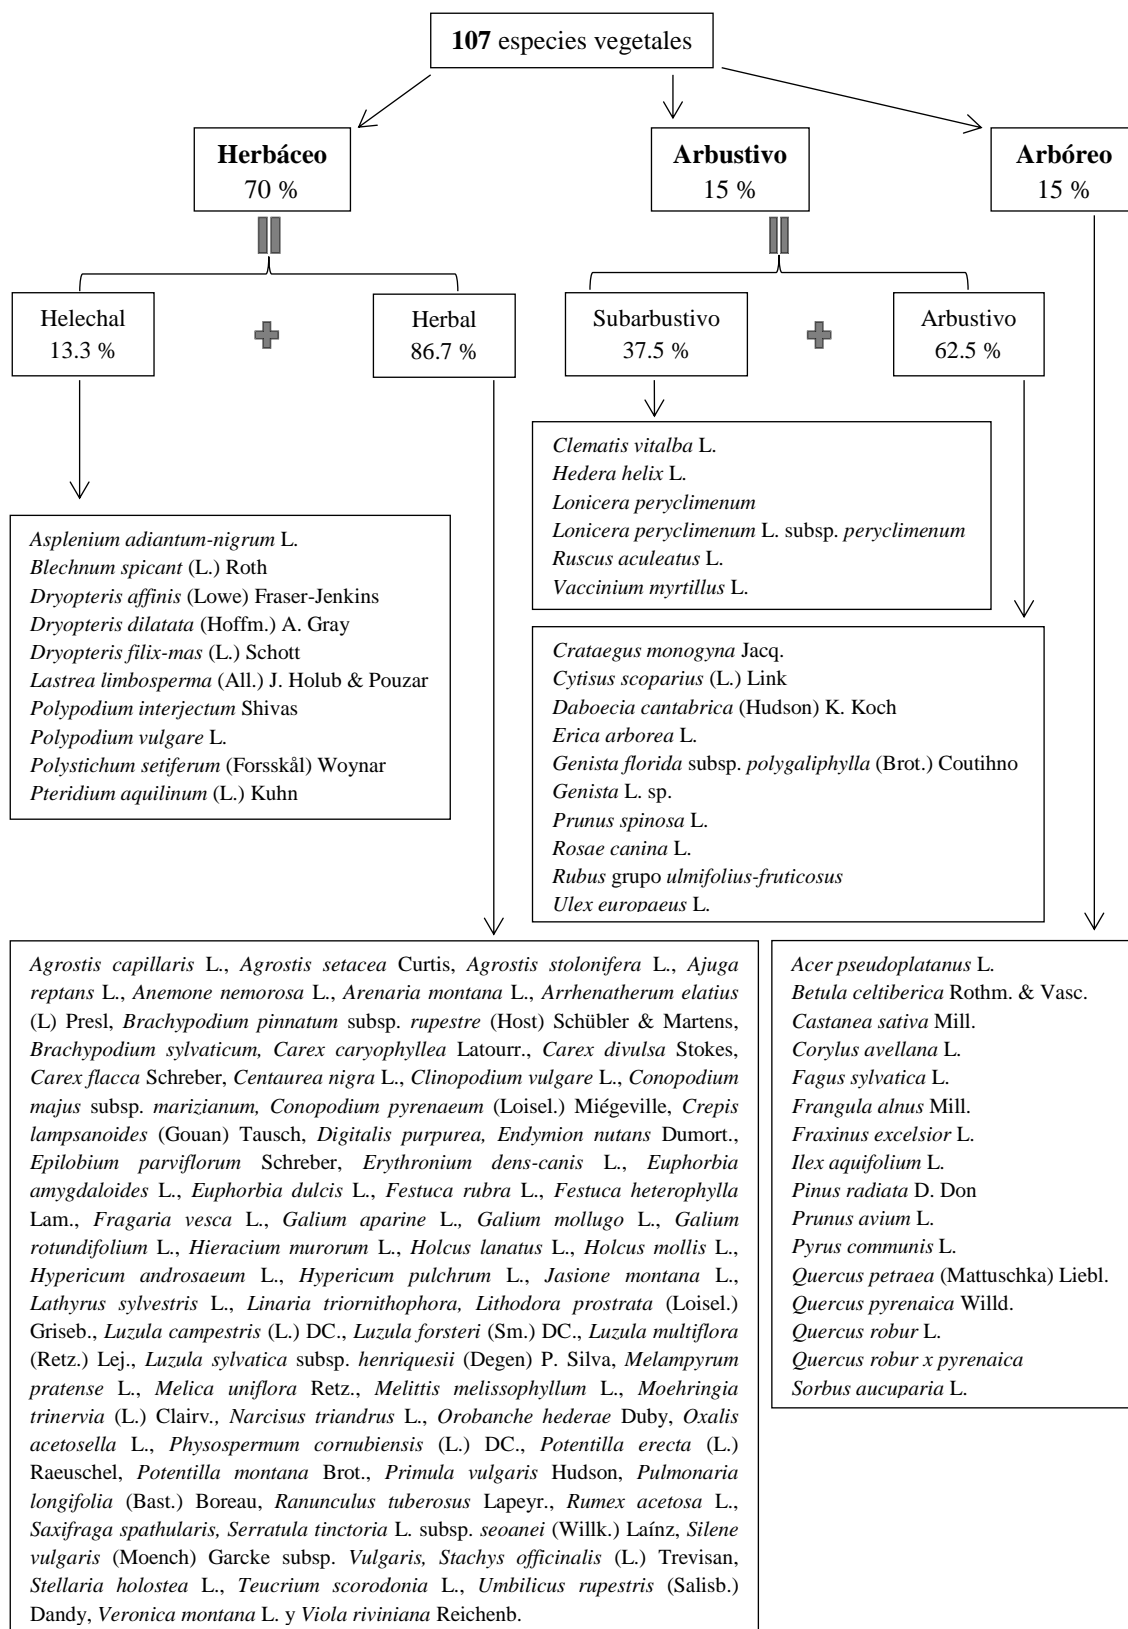 107 especies vegetales
Herbáceo
70 %
Arbustivo
15 %
Arbóreo
15 %
Helechal
13.3 %
Herbal
86.7 %
Subarbustivo
37.5 %
Arbustivo
62.5 %
Clematis vitalba L.
Hedera helix L.
Lonicera peryclimenum
Lonicera peryclimenum L. subsp. peryclimenum
Ruscus aculeatus L.
Vaccinium myrtillus L.
Asplenium adiantum-nigrum L.
Blechnum spicant (L.) Roth
Dryopteris affinis (Lowe) Fraser-Jenkins
Dryopteris dilatata (Hoffm.) A. Gray
Dryopteris filix-mas (L.) Schott
Lastrea limbosperma (All.) J. Holub & Pouzar
Polypodium interjectum Shivas
Polypodium vulgare L.
Polystichum setiferum (Forsskål) Woynar
Pteridium aquilinum (L.) Kuhn
Crataegus monogyna Jacq.
Cytisus scoparius (L.) Link
Daboecia cantabrica (Hudson) K. Koch
Erica arborea L.
Genista florida subsp. polygaliphylla (Brot.) Coutihno
Genista L. sp.
Prunus spinosa L.
Rosae canina L.
Rubus grupo ulmifolius-fruticosus
Ulex europaeus L.
Agrostis capillaris L., Agrostis setacea Curtis, Agrostis stolonifera L., Ajuga
reptans L., Anemone nemorosa L., Arenaria montana L., Arrhenatherum elatius
(L) Presl, Brachypodium pinnatum subsp. rupestre (Host) Schübler & Martens,
Brachypodium sylvaticum, Carex caryophyllea Latourr., Carex divulsa Stokes,
Carex flacca Schreber, Centaurea nigra L., Clinopodium vulgare L., Conopodium
majus subsp. marizianum, Conopodium pyrenaeum (Loisel.) Miégeville, Crepis
lampsanoides (Gouan) Tausch, Digitalis purpurea, Endymion nutans Dumort.,
Epilobium parviflorum Schreber, Erythronium dens-canis L., Euphorbia
amygdaloides L., Euphorbia dulcis L., Festuca rubra L., Festuca heterophylla
Lam., Fragaria vesca L., Galium aparine L., Galium mollugo L., Galium
rotundifolium L., Hieracium murorum L., Holcus lanatus L., Holcus mollis L.,
Hypericum androsaeum L., Hypericum pulchrum L., Jasione montana L.,
Lathyrus sylvestris L., Linaria triornithophora, Lithodora prostrata (Loisel.)
Griseb., Luzula campestris (L.) DC., Luzula forsteri (Sm.) DC., Luzula multiflora
(Retz.) Lej., Luzula sylvatica subsp. henriquesii (Degen) P. Silva, Melampyrum
pratense L., Melica uniflora Retz., Melittis melissophyllum L., Moehringia
trinervia (L.) Clairv., Narcisus triandrus L., Orobanche hederae Duby, Oxalis
acetosella L., Physospermum cornubiensis (L.) DC., Potentilla erecta (L.)
Raeuschel, Potentilla montana Brot., Primula vulgaris Hudson, Pulmonaria
longifolia (Bast.) Boreau, Ranunculus tuberosus Lapeyr., Rumex acetosa L.,
Saxifraga spathularis, Serratula tinctoria L. subsp. seoanei (Willk.) Laínz, Silene
vulgaris (Moench) Garcke subsp. Vulgaris, Stachys officinalis (L.) Trevisan,
Stellaria holostea L., Teucrium scorodonia L., Umbilicus rupestris (Salisb.)
Dandy, Veronica montana L. y Viola riviniana Reichenb.
Acer pseudoplatanus L.
Betula celtiberica Rothm. & Vasc.
Castanea sativa Mill.
Corylus avellana L.
Fagus sylvatica L.
Frangula alnus Mill.
Fraxinus excelsior L.
Ilex aquifolium L.
Pinus radiata D. Don
Prunus avium L.
Pyrus communis L.
Quercus petraea (Mattuschka) Liebl.
Quercus pyrenaica Willd.
Quercus robur L.
Quercus robur x pyrenaica
Sorbus aucuparia L.